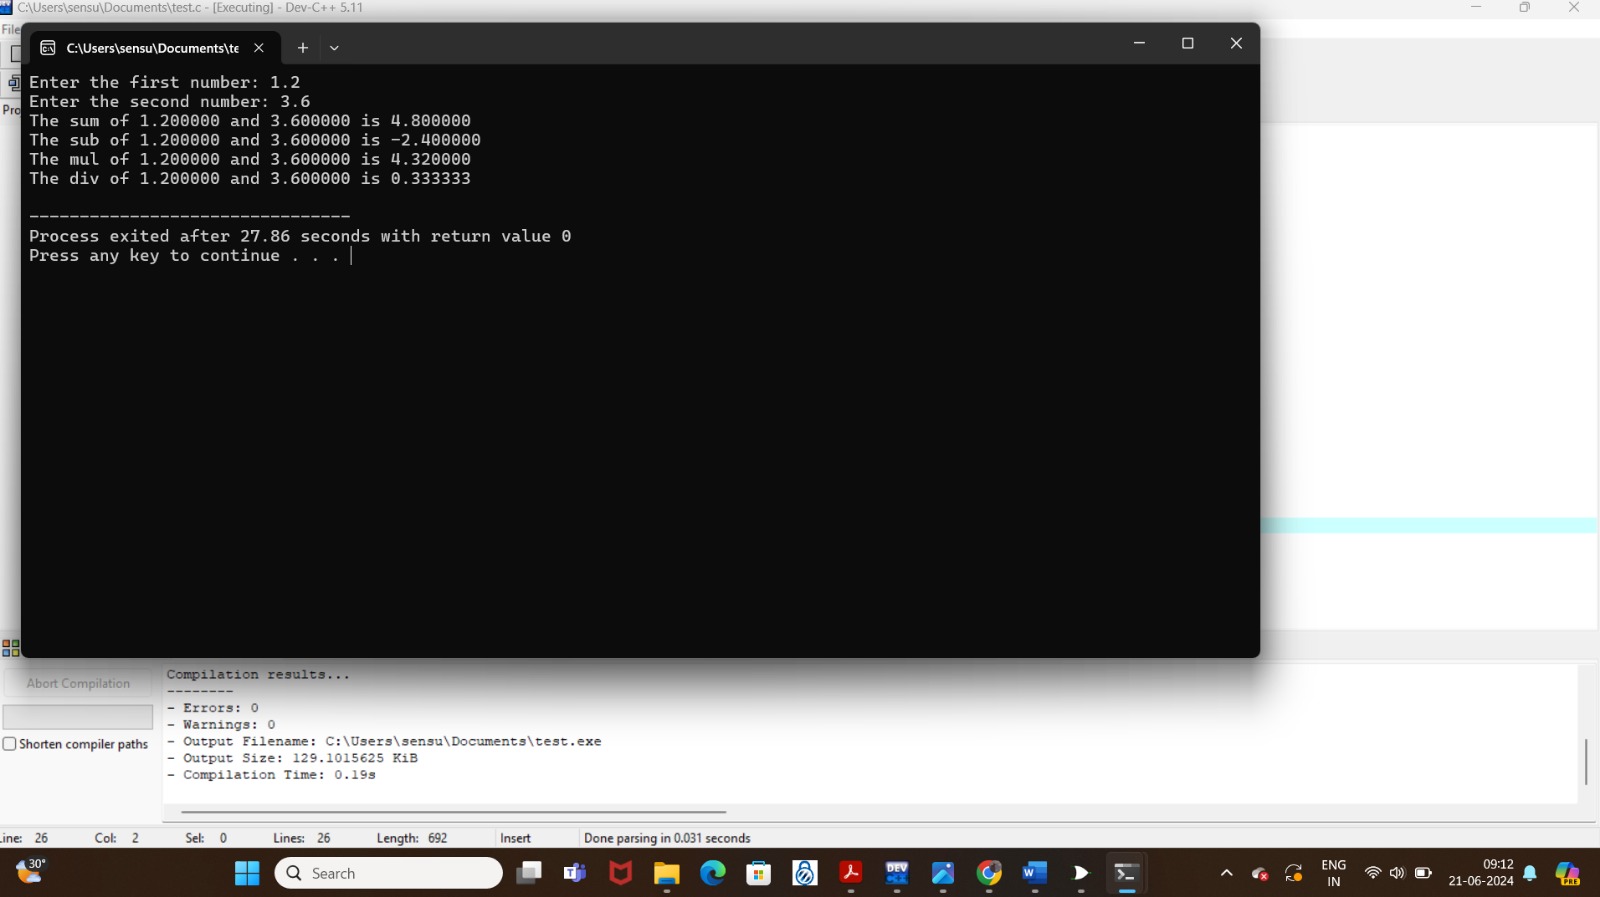 C:\Users\sensu\Documents\test.c - [Executing] - Dev-C++ 5.11
File
C:\Users\sensu\Documents\te
Enter the first number: 1.2
Enter the second number: 3.6
The sum of 1.200000 and 3.600000 is 4.800000
The sub of 1.200000 and 3.600000 is -2.400000
The mul of 1.200000 and 3.600000 is 4.320000
The div of 1.200000 and 3.600000 is 0.333333
--------------------------------
Process exited after 27.86 seconds with return value 0
Press any key to continue . . .
Pro
Compilation results...
--------
Abort Compilation
- Errors: 0
- Warnings: 0
- Output Filename: C:\Users\sensu\Documents\test.exe
Shorten compiler paths
- Output Size: 129.1015625 KiB
- Compilation Time: 0.19s
ine: 26 Col: 2 Sel: 0 Lines: 26 Length: 692 Insert Done parsing in 0.031 seconds
30°
Search
DEV
W
ENG
IN
09:12
21-06-2024
PRE